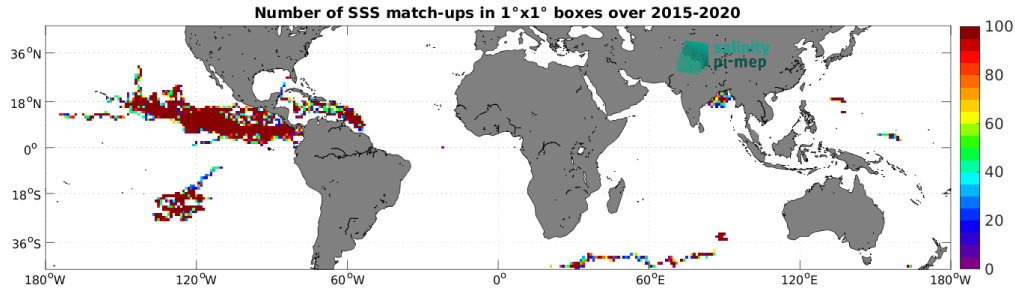 Number of SSS match-ups in 1°x1° boxes over 2015-2020
salinity
pi-mep
36°N
18°N
0°
18°S
36°S
180°W
120°W
60°W
0°
60°E
120°E
180°W
100
80
60
40
20
0